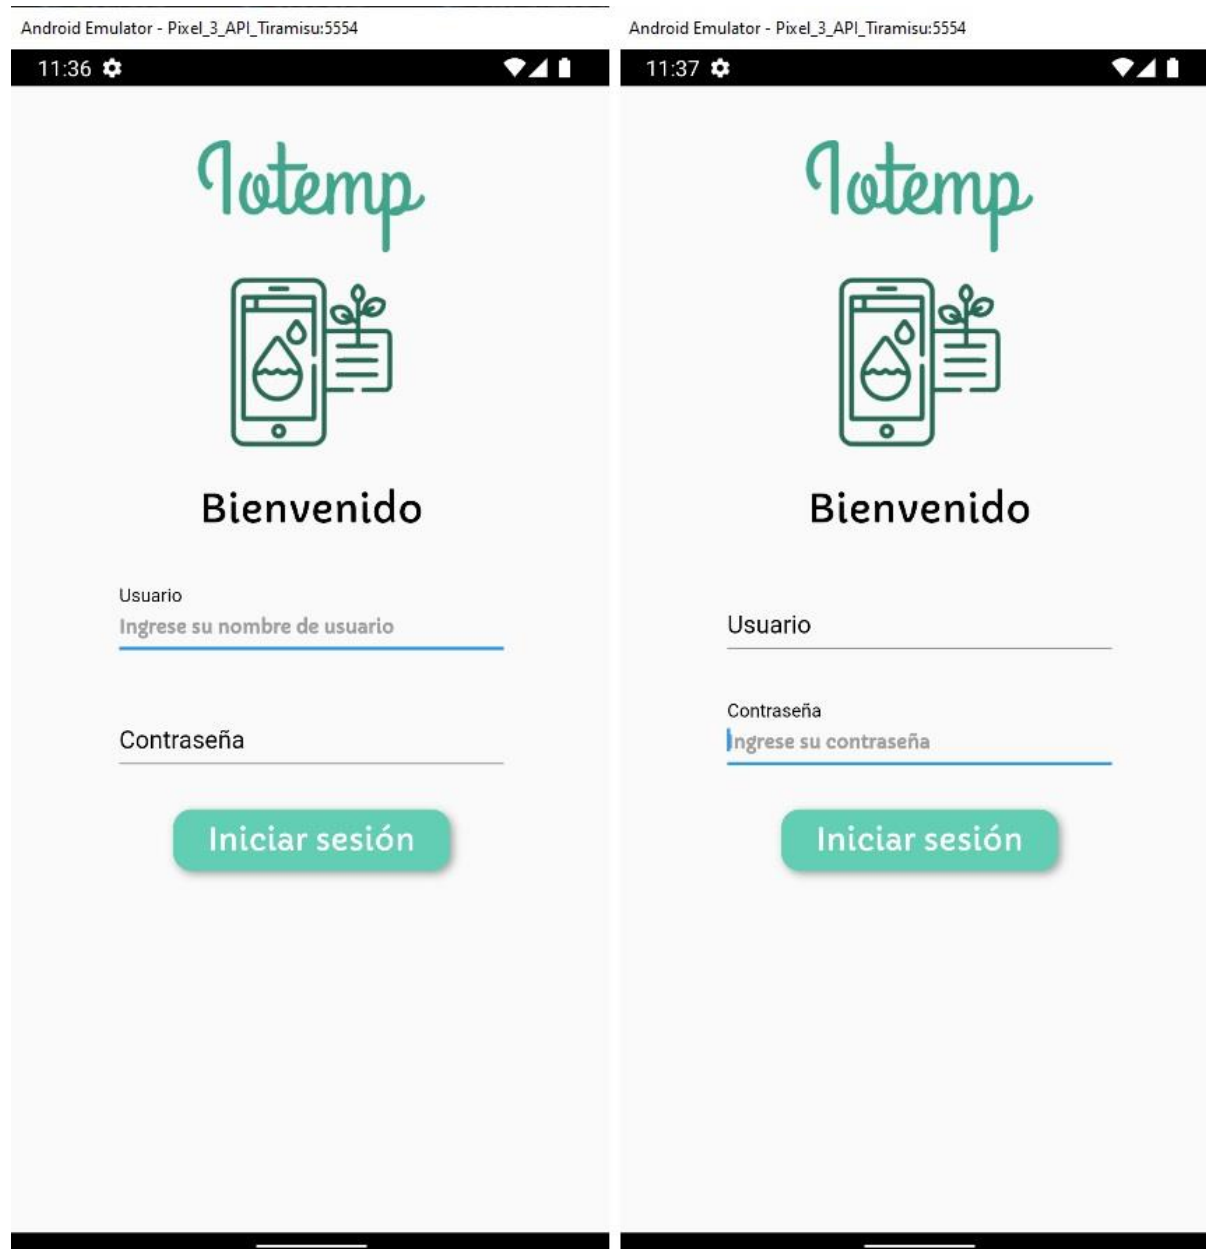 Android Emulator - Pixel_3_API_Tiramisu:5554
11:36
Iotemp
Bienvenido
Usuario
Ingrese su nombre de usuario
Contraseña
Iniciar sesión
Android Emulator - Pixel_3_API_Tiramisu:5554
11:37
Iotemp
Bienvenido
Usuario
Contraseña
Ingrese su contraseña
Iniciar sesión